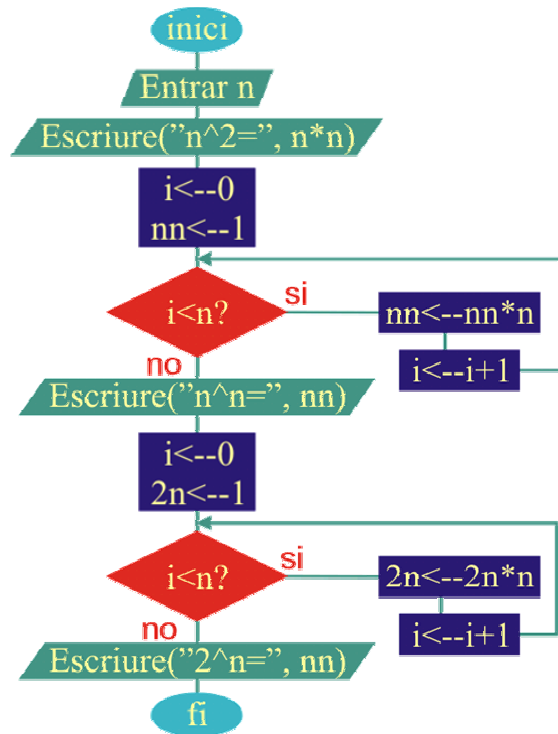 inici
Entrar n
Escriure(”n^2=”, n*n)
i<--0
nn<--1
i<n?
si
nn<--nn*n
i<--i+1
no
Escriure(”n^n=”, nn)
i<--0
2n<--1
i<n?
si
2n<--2n*n
i<--i+1
no
Escriure(”2^n=”, nn)
fi